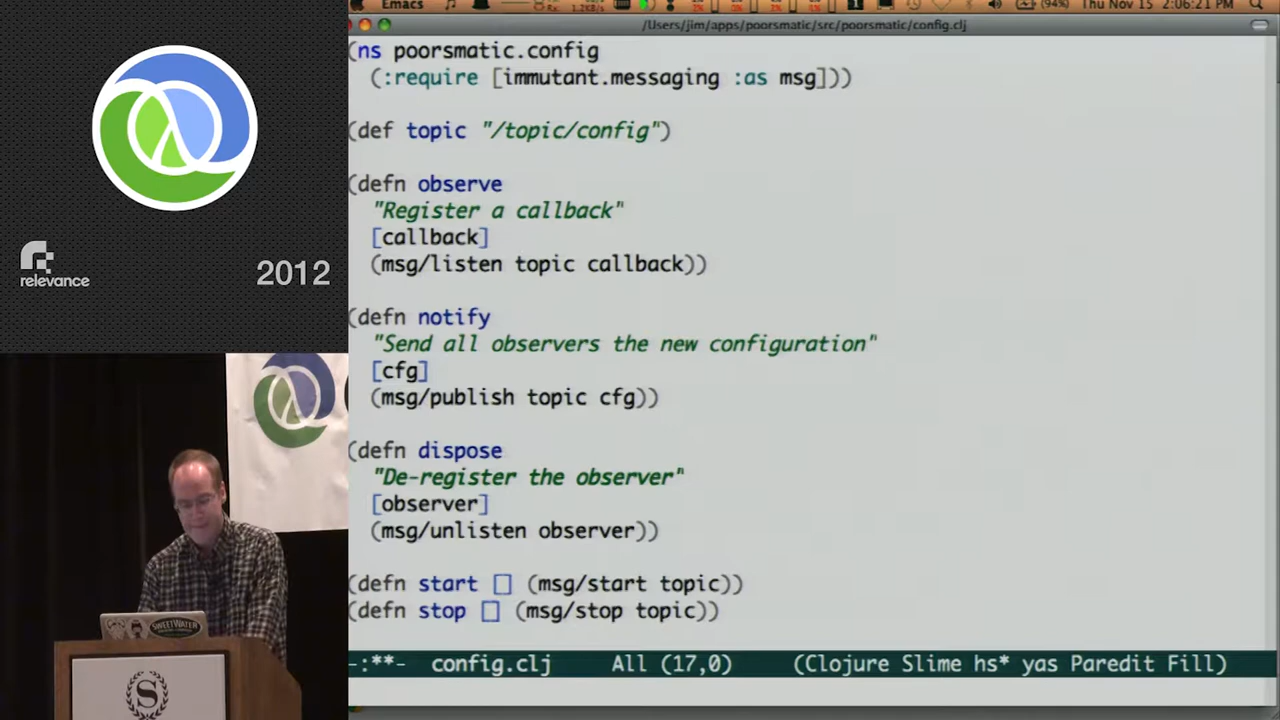 Emacs
1.2KB/s
(94%)
Thu Nov 15 2:06:21 PM
/Users/jim/apps/poorsmatic/src/poorsmatic/config.clj
(ns poorsmatic.config
(:require [immutant.messaging :as msg]))
(def topic "/topic/config")
(defn observe
"Register a callback"
[callback]
(msg/listen topic callback))
(defn notify
"Send all observers the new configuration"
[cfg]
(msg/publish topic cfg))
(defn dispose
"De-register the observer"
[observer]
(msg/unlisten observer))
(defn start [] (msg/start topic))
(defn stop [] (msg/stop topic))
-:**- config.clj All (17,0) (Clojure Slime hs* yas Paredit Fill)
relevance
2012
SWEETWATER
S